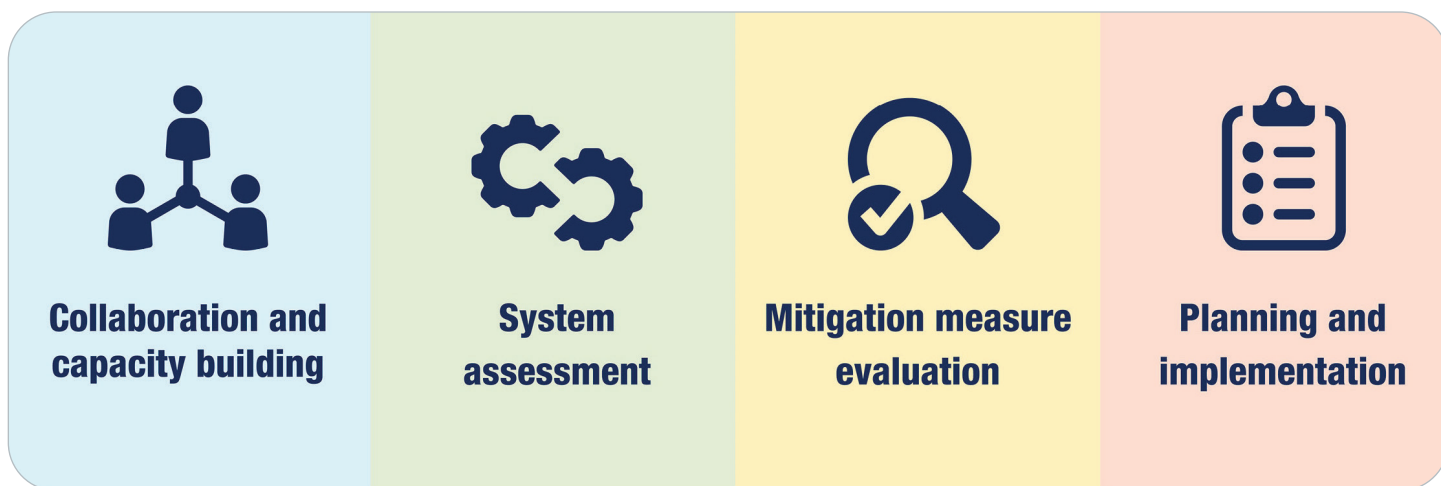 Collaboration and
capacity building
System
assessment
Mitigation measure
evaluation
Planning and
implementation